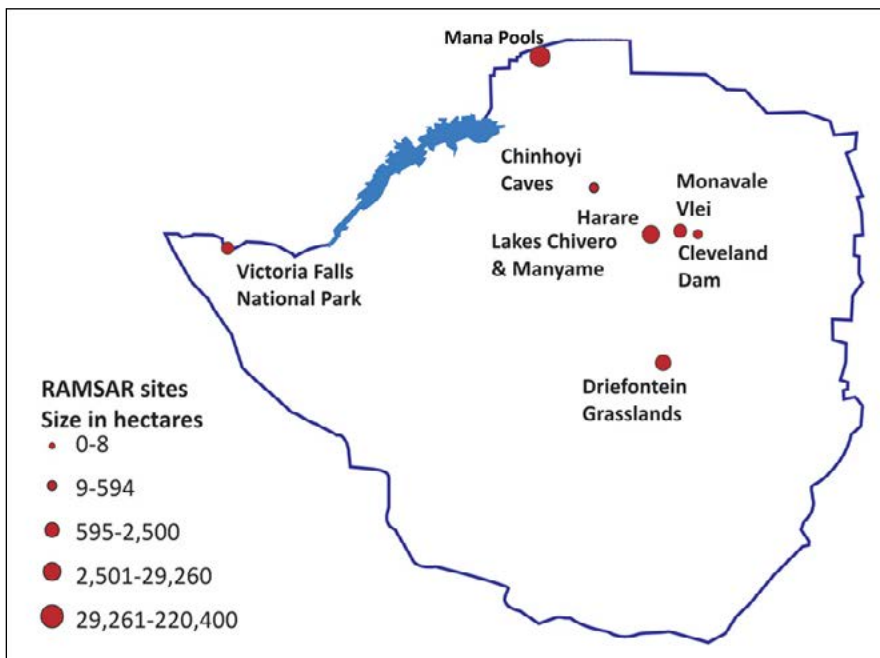 Mana Pools
Chinhoyi
Caves
Monavale
Vlei
Harare
Lakes Chivero
& Manyame
Cleveland
Dam
Victoria Falls
National Park
Driefontein
Grasslands
RAMSAR sites
Size in hectares
0-8
9-594
595-2,500
2,501-29,260
29,261-220,400